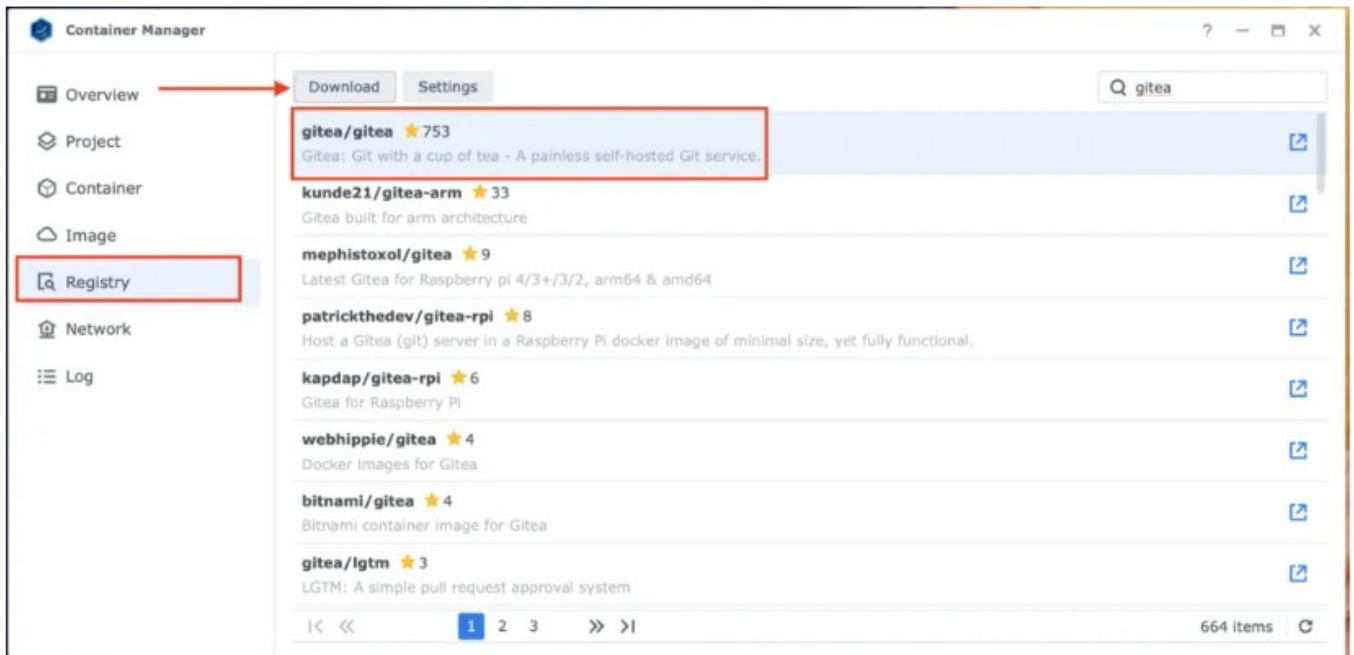 Container Manager
?
Overview
Project
Container
Image
Registry
Network
Log
Download Settings
gitea
gitea/gitea 753
Gitea: Git with a cup of tea - A painless self-hosted Git service.
kunde21/gitea-arm 33
Gitea built for arm architecture
mephistoxol/gitea 9
Latest Gitea for Raspberry pi 4/3+/3/2, arm64 & amd64
patrickthedev/gitea-rpi 8
Host a Gitea (git) server in a Raspberry Pi docker image of minimal size, yet fully functional.
kapdap/gitea-rpi 6
Gitea for Raspberry Pi
webhippie/gitea 4
Docker images for Gitea
bitnami/gitea 4
Bitnami container image for Gitea
gitea/lgtm 3
LGTM: A simple pull request approval system
1 2 3
664 items